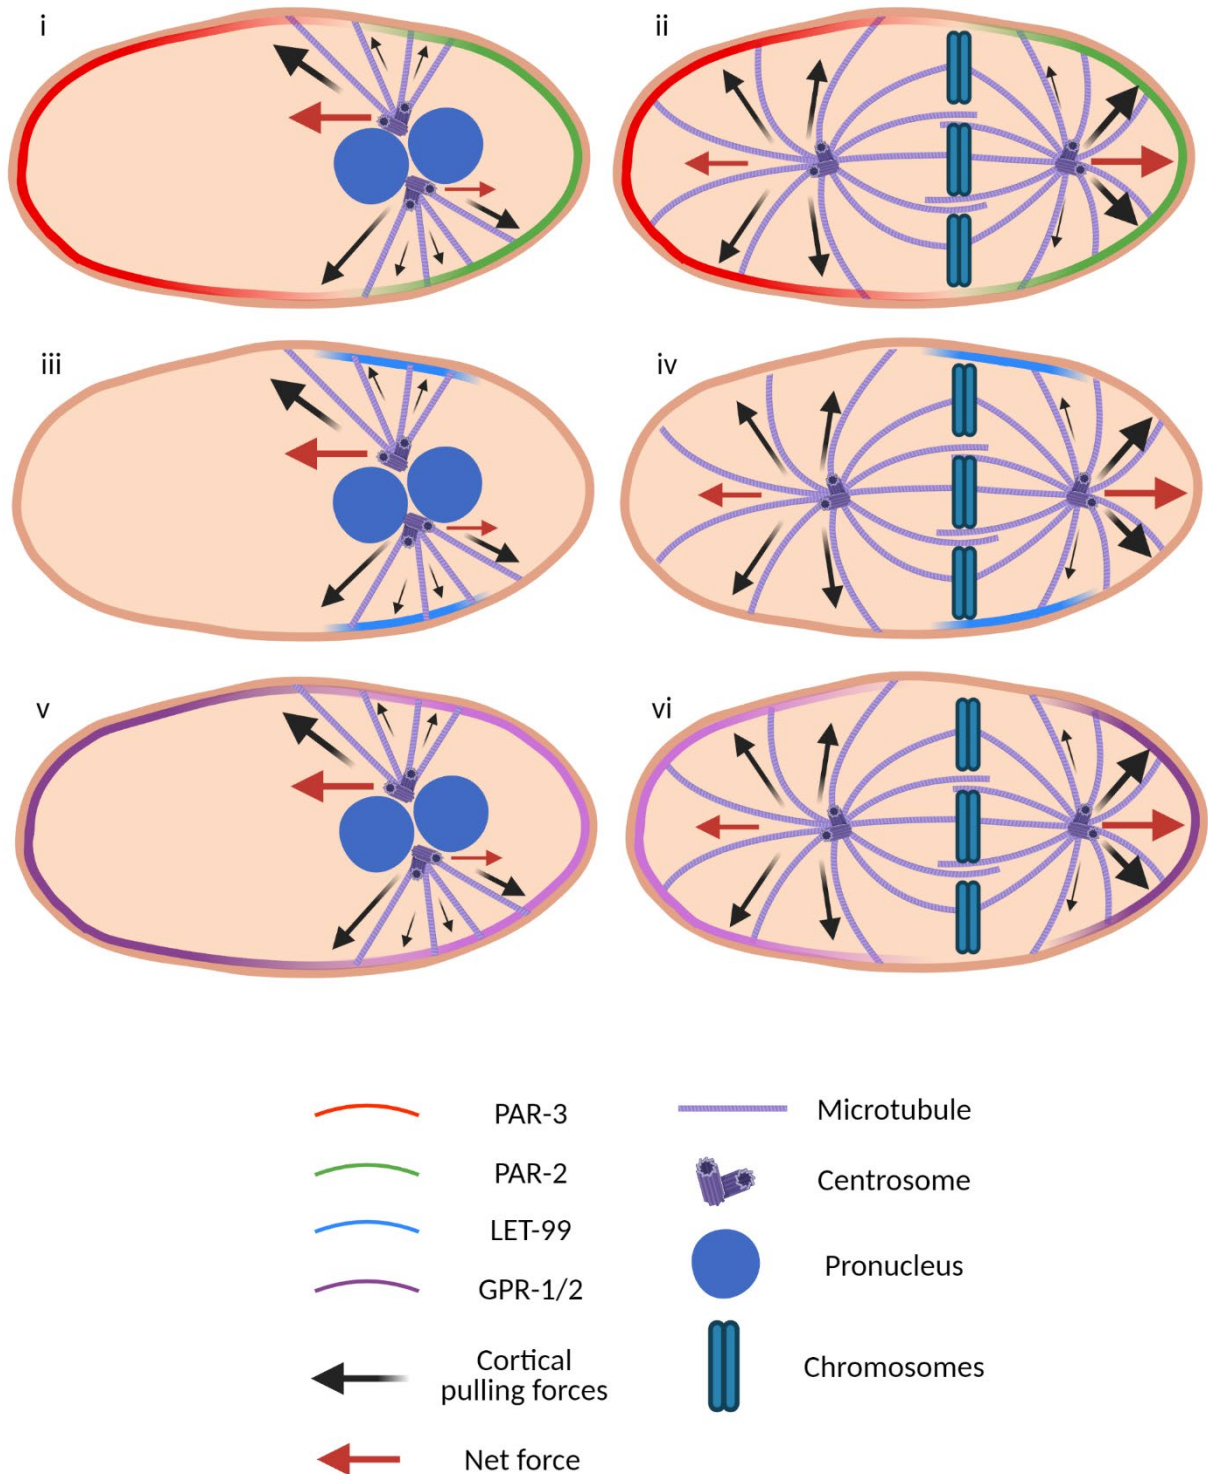 i
ii
iii
iv
v
vi
PAR-3
PAR-2
LET-99
GPR-1/2
Cortical
pulling forces
Net force
Microtubule
Centrosome
Pronucleus
Chromosomes